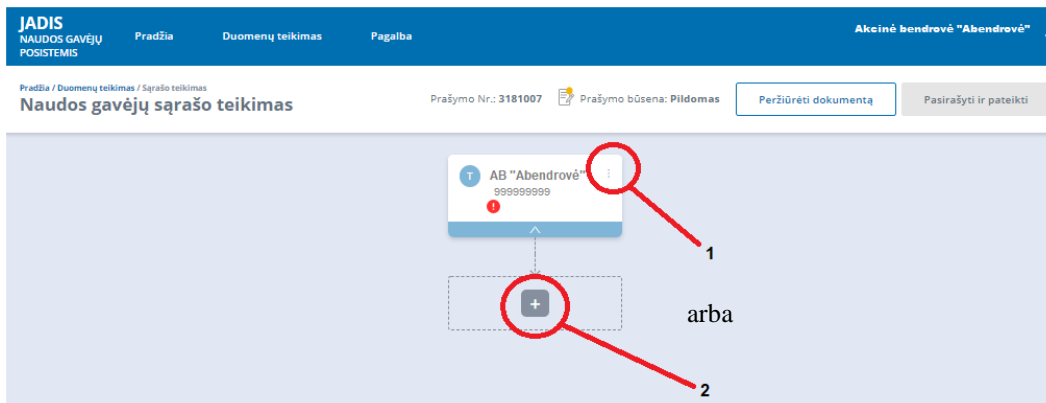 JADIS
NAUDOS GAVĖJŲ
POSISTEMIS
Pradžia
Duomenų teikimas
Pagalba
Akcinė bendrovė "Abendrovė"
Pradžia / Duomenų teikimas / Sąrašo teikimas
Naudos gavėjų sąrašo teikimas
Prašymo Nr.: 3181007
Prašymo būsena: Pildomas
Peržiūrėti dokumentą
Pasirašyti ir pateikti
T
AB "Abendrovė"
999999999
!
1
+
arba
2